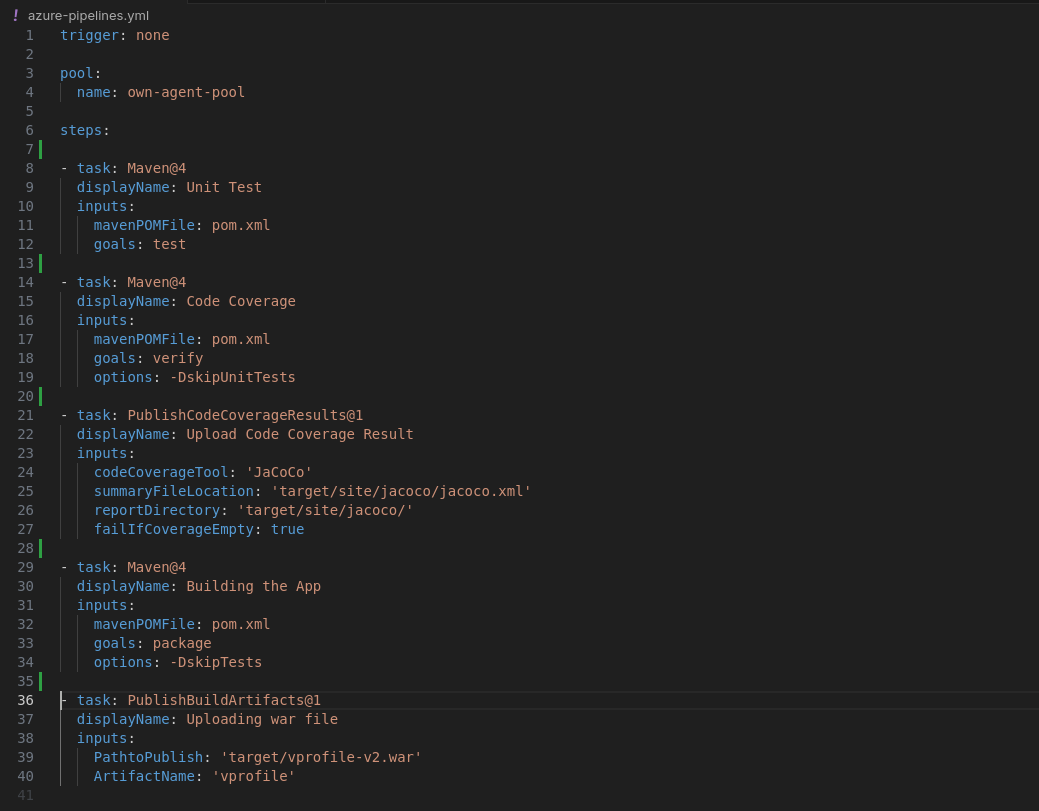 ! azure-pipelines.yml
1 trigger: none
2
3 pool:
4   name: own-agent-pool
5
6 steps:
7
8 - task: Maven@4
9   displayName: Unit Test
10   inputs:
11     mavenPOMFile: pom.xml
12     goals: test
13
14 - task: Maven@4
15   displayName: Code Coverage
16   inputs:
17     mavenPOMFile: pom.xml
18     goals: verify
19     options: -DskipUnitTests
20
21 - task: PublishCodeCoverageResults@1
22   displayName: Upload Code Coverage Result
23   inputs:
24     codeCoverageTool: 'JaCoCo'
25     summaryFileLocation: 'target/site/jacoco/jacoco.xml'
26     reportDirectory: 'target/site/jacoco/'
27     failIfCoverageEmpty: true
28
29 - task: Maven@4
30   displayName: Building the App
31   inputs:
32     mavenPOMFile: pom.xml
33     goals: package
34     options: -DskipTests
35
36 - task: PublishBuildArtifacts@1
37   displayName: Uploading war file
38   inputs:
39     PathtoPublish: 'target/vprofile-v2.war'
40     ArtifactName: 'vprofile'
41